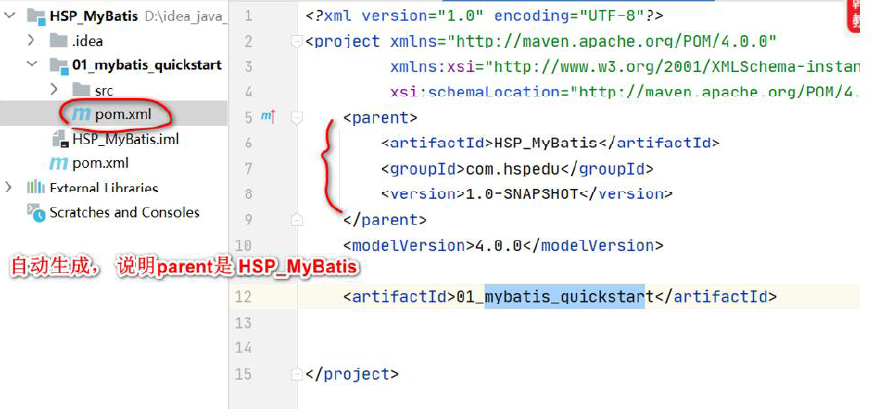 HSP_MyBatis D:\idea_java_
.idea
01_mybatis_quickstart
src
pom.xml
HSP_MyBatis.iml
pom.xml
External Libraries
Scratches and Consoles
自动生成， 说明parent是 HSP_MyBatis
1 <?xml version="1.0" encoding="UTF-8"?>
2 <project xmlns="http://maven.apache.org/POM/4.0.0"
3 xmlns:xsi="http://www.w3.org/2001/XMLSchema-instan
4 xsi:schemaLocation="http://maven.apache.org/POM/4.
5 <parent>
6 <artifactId>HSP_MyBatis</artifactId>
7 <groupId>com.hspedu</groupId>
8 <version>1.0-SNAPSHOT</version>
9 </parent>
10 <modelVersion>4.0.0</modelVersion>
12 <artifactId>01_mybatis_quickstart</artifactId>
13
14
15 </project>